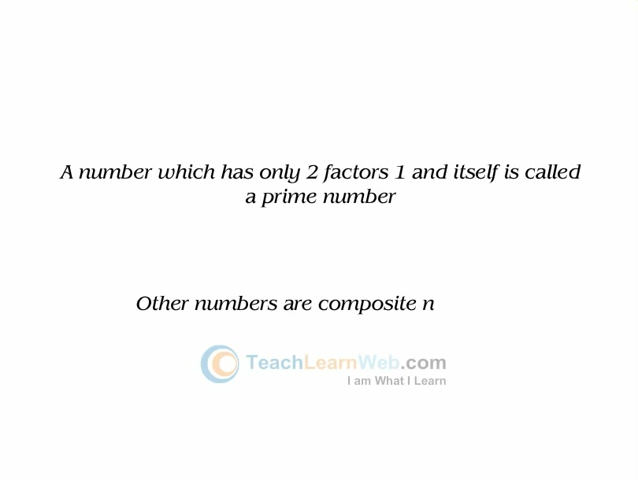 A number which has only 2 factors 1 and itself is called
a prime number
Other numbers are composite n
TeachLearnWeb.com
I am What I Learn